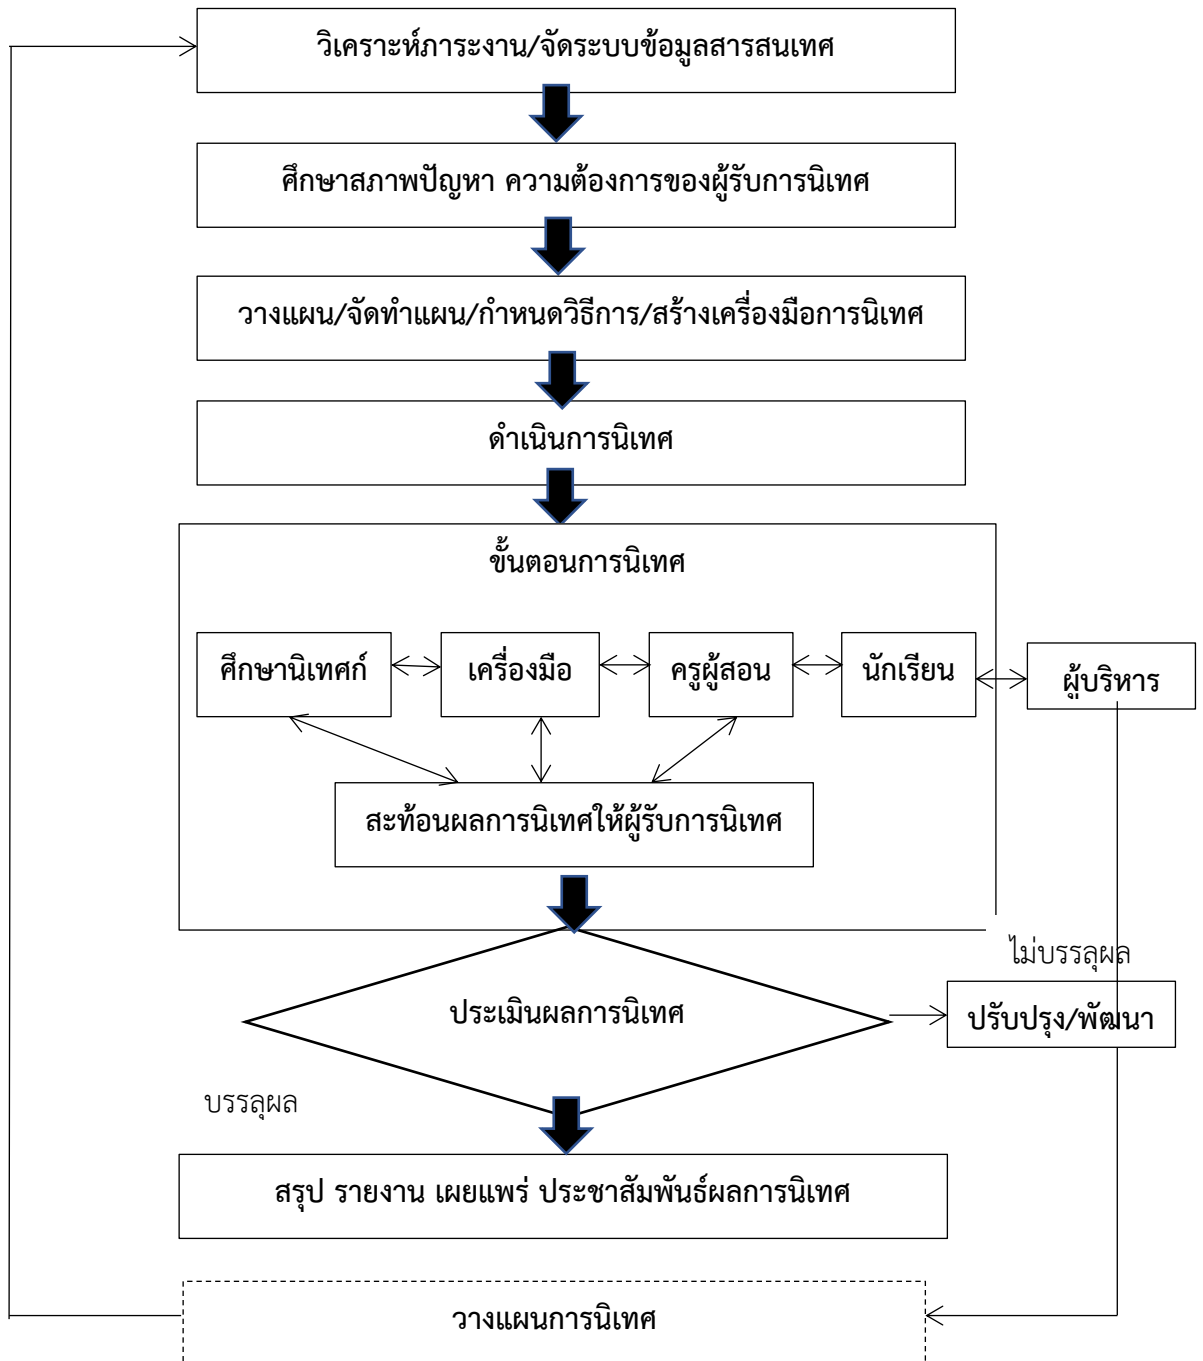 วิเคราะห์ภาระงาน/จัดระบบข้อมูลสารสนเทศ
ศึกษาสภาพปัญหา ความต้องการของผู้รับการนิเทศ
วางแผน/จัดทำแผน/กำหนดวิธีการ/สร้างเครื่องมือการนิเทศ
ดำเนินการนิเทศ
ขั้นตอนการนิเทศ
ศึกษานิเทศก์
เครื่องมือ
ครูผู้สอน
นักเรียน
ผู้บริหาร
สะท้อนผลการนิเทศให้ผู้รับการนิเทศ
ไม่บรรลุผล
ประเมินผลการนิเทศ
ปรับปรุง/พัฒนา
บรรลุผล
สรุป รายงาน เผยแพร่ ประชาสัมพันธ์ผลการนิเทศ
วางแผนการนิเทศ